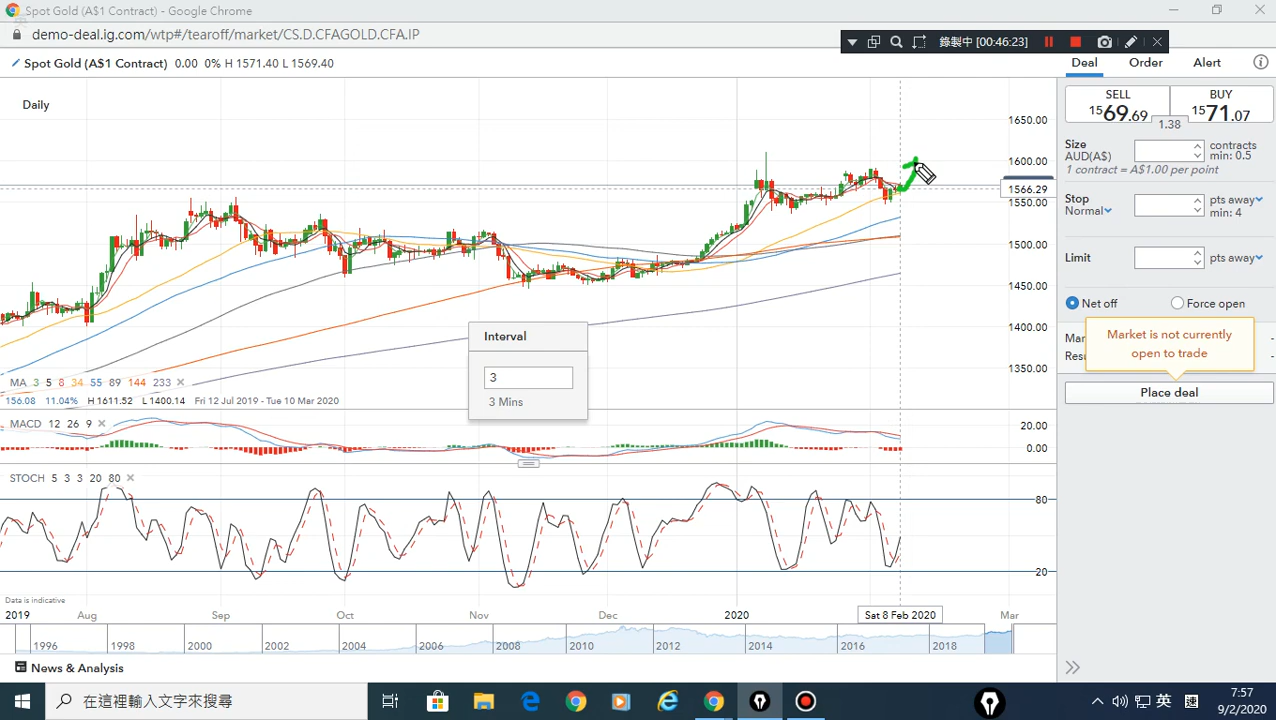 Spot Gold (A$1 Contract) - Google Chrome
demo-deal.ig.com/wtp#/tearoff/market/CS.D.CFAGOLD.CFA.IP
錄製中 [00:46:23]
Spot Gold (A$1 Contract) 0.00 0% H 1571.40 L 1569.40
Deal Order Alert
Daily
SELL
1569.69
BUY
1571.07
1.38
Size
AUD(A$)
contracts
min: 0.5
1 contract = A$1.00 per point
Stop
Normal
pts away
min: 4
Limit
pts away
Net off
Force open
Market is not currently
open to trade
Mar
Resu
-
-
Place deal
1650.00
1600.00
1566.29
1550.00
1500.00
1450.00
1400.00
1350.00
Interval
3
3 Mins
MA 3 5 8 34 55 89 144 233
156.08 11.04% H 1611.52 L 1400.14 Fri 12 Jul 2019 - Tue 10 Mar 2020
MACD 12 26 9
20.00
0.00
STOCH 5 3 3 20 80
80
20
Data is indicative
2019 Aug Sep Oct Nov Dec 2020 Sat 8 Feb 2020 Mar
1996 1998 2000 2002 2004 2006 2008 2010 2012 2014 2016 2018
News & Analysis
在這裡輸入文字來搜尋
英
7:57
9/2/2020